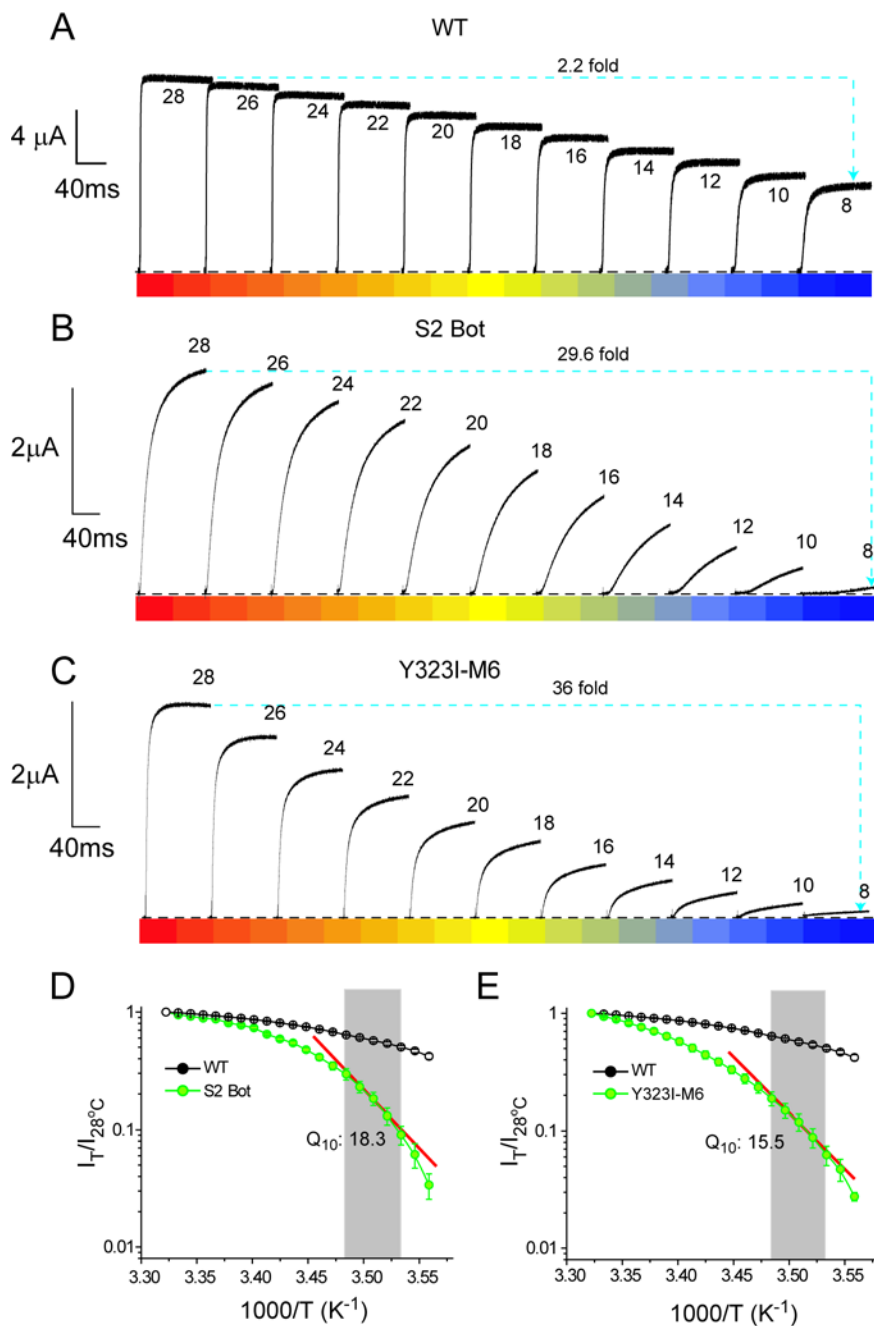 A
WT
2.2 fold
28
26
24
22
20
18
16
14
12
10
8
4 μA
40ms
B
S2 Bot
29.6 fold
28
26
24
22
20
18
16
14
12
10
8
2μA
40ms
C
Y323I-M6
36 fold
28
26
24
22
20
18
16
14
12
10
8
2μA
40ms
D
1
0.1
0.01
I_T/I_28°C
WT
S2 Bot
Q10: 18.3
3.30 3.35 3.40 3.45 3.50 3.55
1000/T (K-1)
E
1
0.1
0.01
I_T/I_28°C
WT
Y323I-M6
Q10: 15.5
3.30 3.35 3.40 3.45 3.50 3.55
1000/T (K-1)